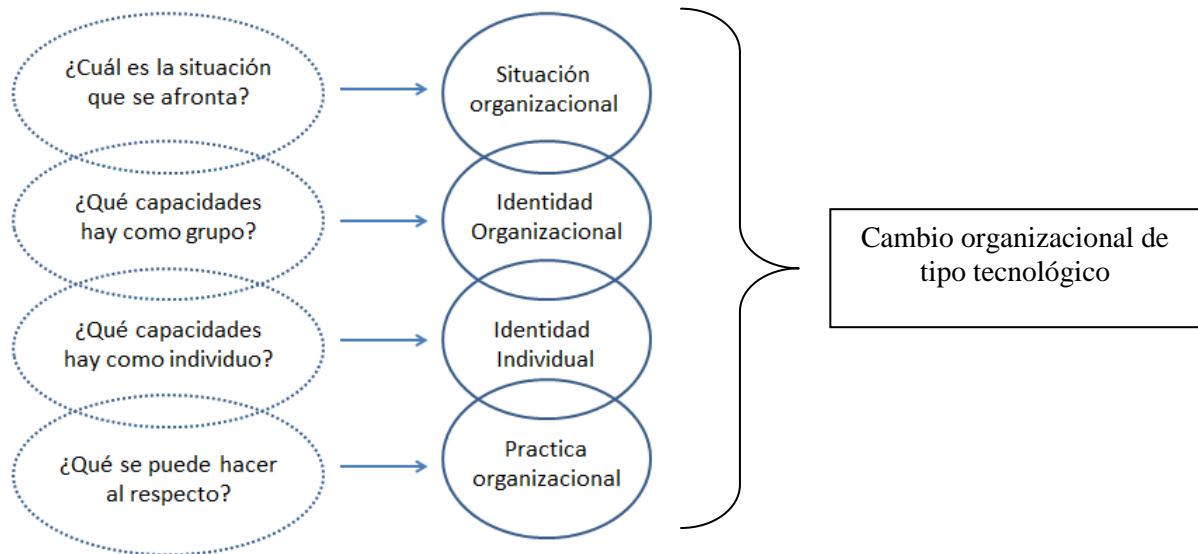 ¿Cuál es la situación
que se afronta?
Situación
organizacional
¿Qué capacidades
hay como grupo?
Identidad
Organizacional
Cambio organizacional de
tipo tecnológico
¿Qué capacidades
hay como individuo?
Identidad
Individual
¿Qué se puede hacer
al respecto?
Practica
organizacional